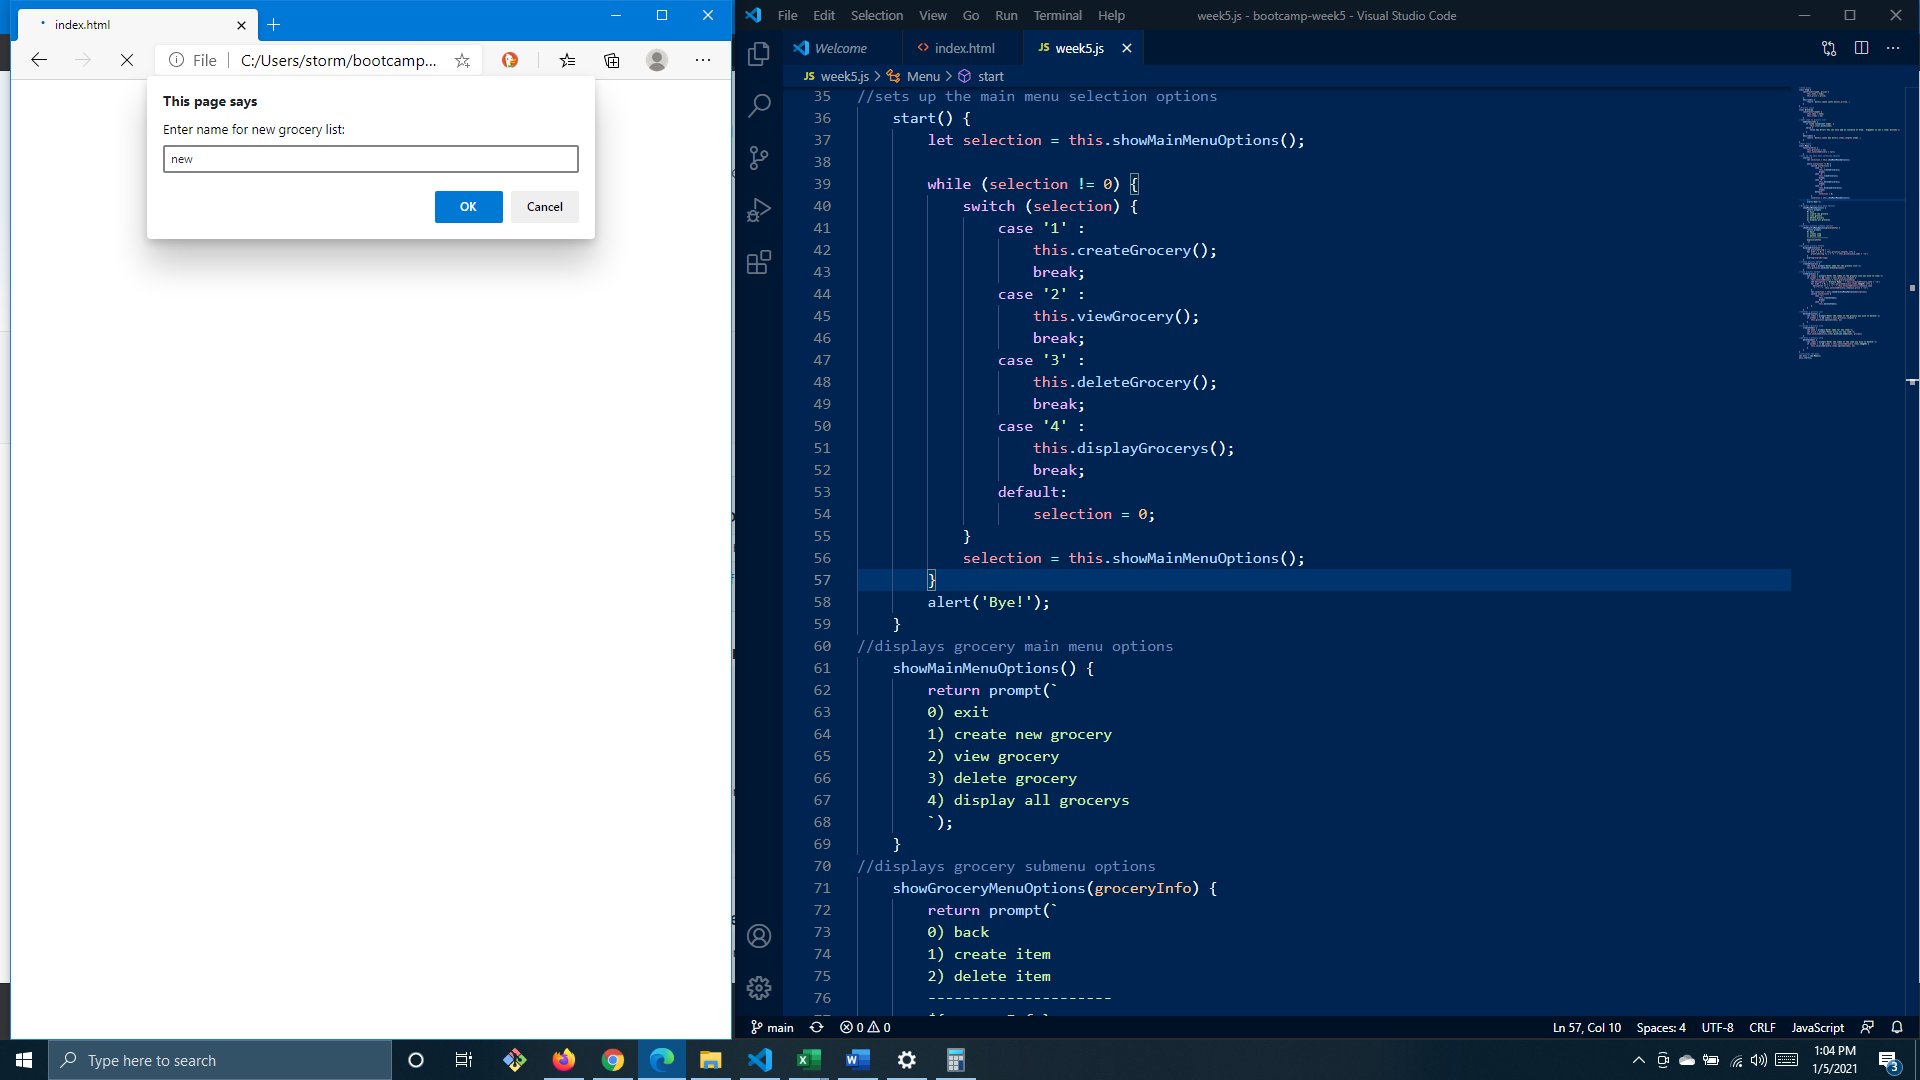 index.html
File
C:/Users/storm/bootcamp...
This page says
Enter name for new grocery list:
new
OK
Cancel
File Edit Selection View Go Run Terminal Help
week5.js - bootcamp-week5 - Visual Studio Code
Welcome
index.html
JS week5.js
JS week5.js > Menu > start
35 //sets up the main menu selection options
36 start() {
37 let selection = this.showMainMenuOptions();
38
39 while (selection != 0) {
40 switch (selection) {
41 case '1' :
42 this.createGrocery();
43 break;
44 case '2' :
45 this.viewGrocery();
46 break;
47 case '3' :
48 this.deleteGrocery();
49 break;
50 case '4' :
51 this.displayGrocerys();
52 break;
53 default:
54 selection = 0;
55 }
56 selection = this.showMainMenuOptions();
57 }
58 alert('Bye!');
59 }
60 //displays grocery main menu options
61 showMainMenuOptions() {
62 return prompt(`
63 0) exit
64 1) create new grocery
65 2) view grocery
66 3) delete grocery
67 4) display all grocerys
68 `);
69 }
70 //displays grocery submenu options
71 showGroceryMenuOptions(groceryInfo) {
72 return prompt(`
73 0) back
74 1) create item
75 2) delete item
76 ---------------------
main
0 0
Ln 57, Col 10
Spaces: 4
UTF-8
CRLF
JavaScript
Type here to search
1:04 PM
1/5/2021
3